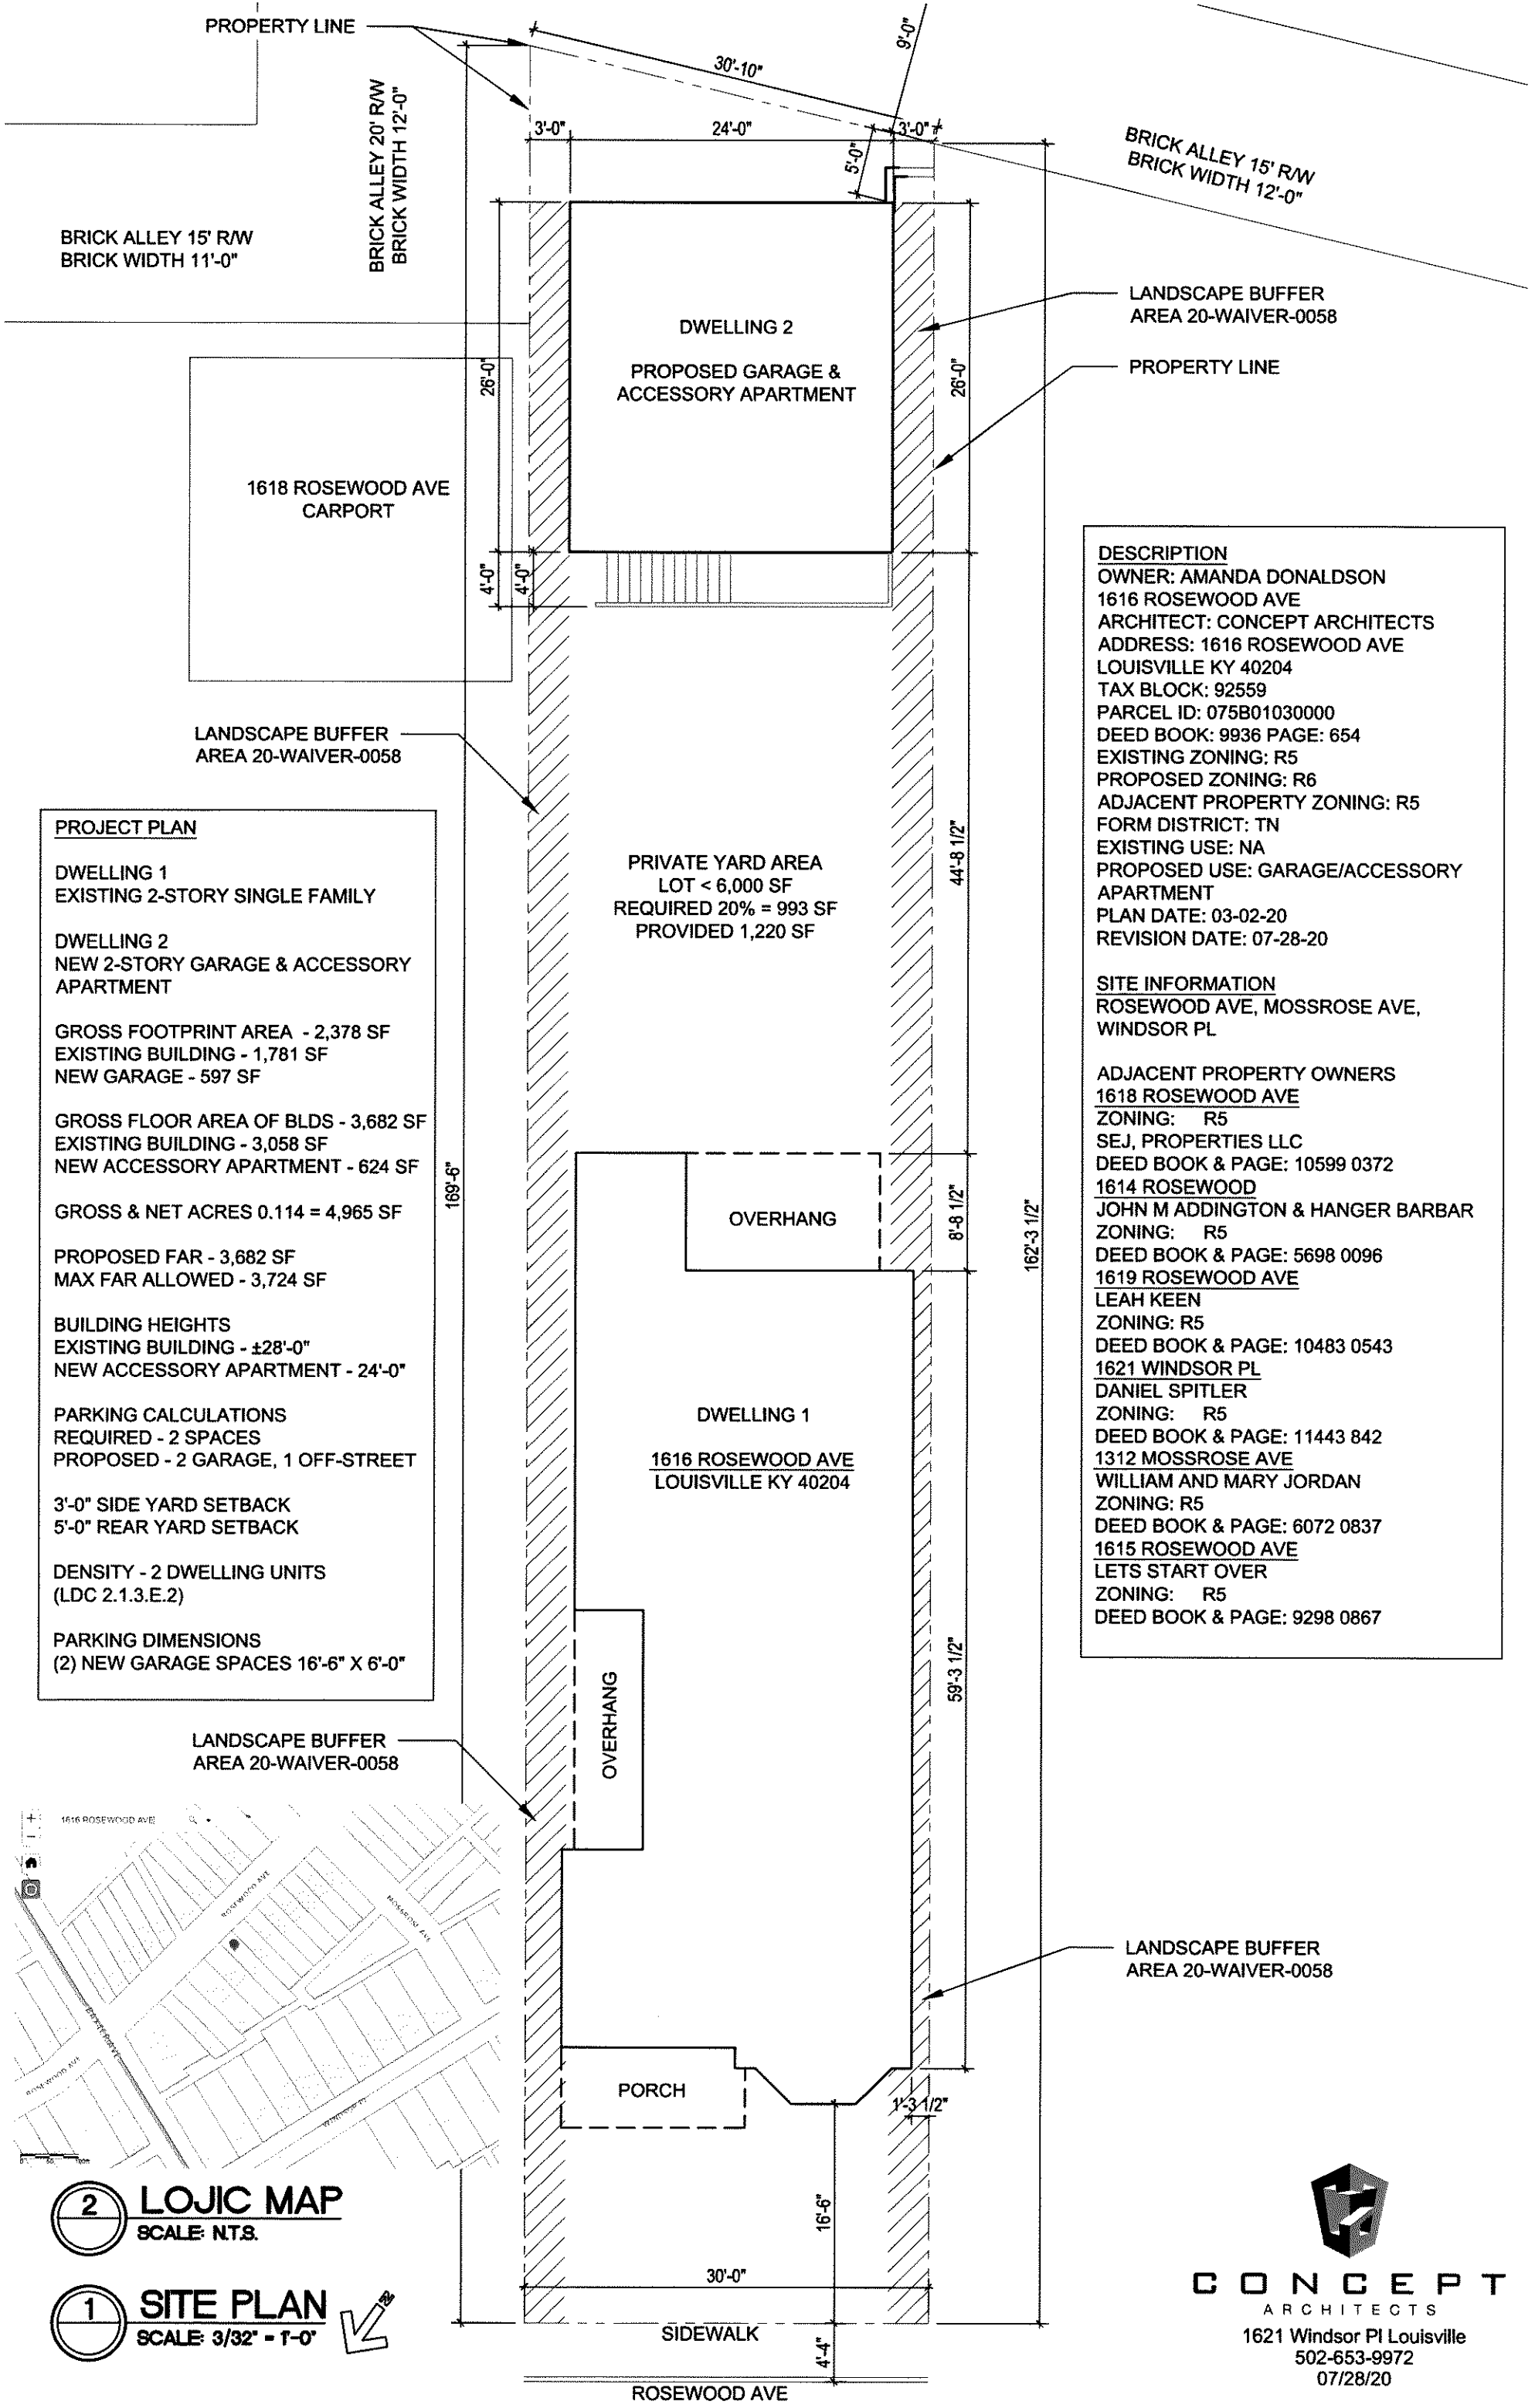 PROPERTY LINE
30'-10"
9'-0"
3'-0"
24'-0"
3'-0"
5'-0"
BRICK ALLEY 20' R/W
BRICK WIDTH 12'-0"
BRICK ALLEY 15' R/W
BRICK WIDTH 12'-0"
BRICK ALLEY 15' R/W
BRICK WIDTH 11'-0"
LANDSCAPE BUFFER
AREA 20-WAIVER-0058
PROPERTY LINE
DWELLING 2
PROPOSED GARAGE &
ACCESSORY APARTMENT
26'-0"
26'-0"
1618 ROSEWOOD AVE
CARPORT
4'-0"
4'-0"
LANDSCAPE BUFFER
AREA 20-WAIVER-0058
PRIVATE YARD AREA
LOT < 6,000 SF
REQUIRED 20% = 993 SF
PROVIDED 1,220 SF
44'-8 1/2"
PROJECT PLAN
DWELLING 1
EXISTING 2-STORY SINGLE FAMILY
DWELLING 2
NEW 2-STORY GARAGE & ACCESSORY
APARTMENT
GROSS FOOTPRINT AREA - 2,378 SF
EXISTING BUILDING - 1,781 SF
NEW GARAGE - 597 SF
GROSS FLOOR AREA OF BLDS - 3,682 SF
EXISTING BUILDING - 3,058 SF
NEW ACCESSORY APARTMENT - 624 SF
GROSS & NET ACRES 0.114 = 4,965 SF
PROPOSED FAR - 3,682 SF
MAX FAR ALLOWED - 3,724 SF
BUILDING HEIGHTS
EXISTING BUILDING - ±28'-0"
NEW ACCESSORY APARTMENT - 24'-0"
PARKING CALCULATIONS
REQUIRED - 2 SPACES
PROPOSED - 2 GARAGE, 1 OFF-STREET
3'-0" SIDE YARD SETBACK
5'-0" REAR YARD SETBACK
DENSITY - 2 DWELLING UNITS
(LDC 2.1.3.E.2)
PARKING DIMENSIONS
(2) NEW GARAGE SPACES 16'-6" X 6'-0"
169'-6"
162'-3 1/2"
8'-8 1/2"
OVERHANG
DWELLING 1
1616 ROSEWOOD AVE
LOUISVILLE KY 40204
OVERHANG
59'-3 1/2"
DESCRIPTION
OWNER: AMANDA DONALDSON
1616 ROSEWOOD AVE
ARCHITECT: CONCEPT ARCHITECTS
ADDRESS: 1616 ROSEWOOD AVE
LOUISVILLE KY 40204
TAX BLOCK: 92559
PARCEL ID: 075B01030000
DEED BOOK: 9936 PAGE: 654
EXISTING ZONING: R5
PROPOSED ZONING: R6
ADJACENT PROPERTY ZONING: R5
FORM DISTRICT: TN
EXISTING USE: NA
PROPOSED USE: GARAGE/ACCESSORY
APARTMENT
PLAN DATE: 03-02-20
REVISION DATE: 07-28-20
SITE INFORMATION
ROSEWOOD AVE, MOSSROSE AVE,
WINDSOR PL
ADJACENT PROPERTY OWNERS
1618 ROSEWOOD AVE
ZONING: R5
SEJ, PROPERTIES LLC
DEED BOOK & PAGE: 10599 0372
1614 ROSEWOOD
JOHN M ADDINGTON & HANGER BARBAR
ZONING: R5
DEED BOOK & PAGE: 5698 0096
1619 ROSEWOOD AVE
LEAH KEEN
ZONING: R5
DEED BOOK & PAGE: 10483 0543
1621 WINDSOR PL
DANIEL SPITLER
ZONING: R5
DEED BOOK & PAGE: 11443 842
1312 MOSSROSE AVE
WILLIAM AND MARY JORDAN
ZONING: R5
DEED BOOK & PAGE: 6072 0837
1615 ROSEWOOD AVE
LETS START OVER
ZONING: R5
DEED BOOK & PAGE: 9298 0867
LANDSCAPE BUFFER
AREA 20-WAIVER-0058
1616 ROSEWOOD AVE
ROSEWOOD AVE
MOSSROSE AVE
BAXTER AVE
ROSEWOOD AVE
WINDSOR PL
LANDSCAPE BUFFER
AREA 20-WAIVER-0058
PORCH
1'-3 1/2"
16'-6"
30'-0"
SIDEWALK
4'-4"
ROSEWOOD AVE
2 LOJIC MAP
SCALE: N.T.S.
1 SITE PLAN
SCALE: 3/32" = 1'-0"
N
CONCEPT
ARCHITECTS
1621 Windsor Pl Louisville
502-653-9972
07/28/20